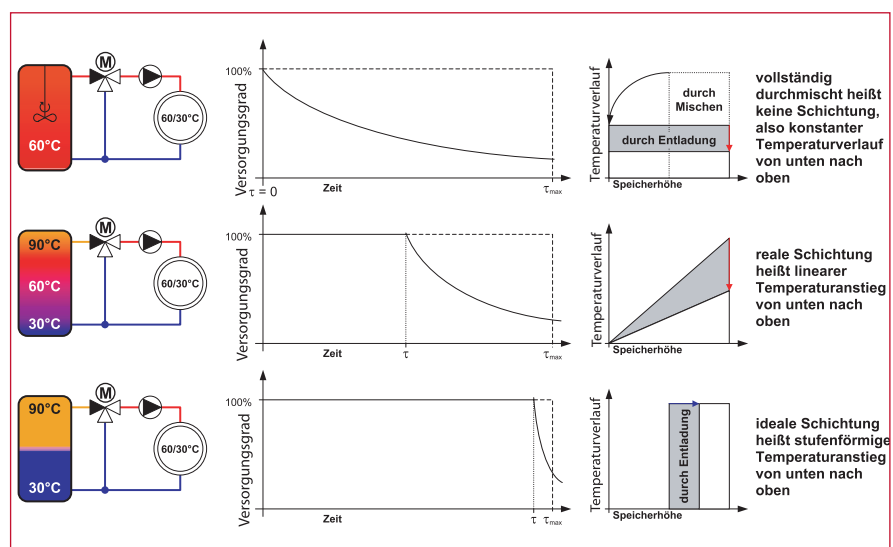 M
60°C
60/30°C
Versorgungsgrad
100%
τ = 0
Zeit
τmax
Temperaturverlauf
durch
Mischen
durch Entladung
Speicherhöhe
vollständig
durchmischt heißt
keine Schichtung,
also konstanter
Temperaturverlauf
von unten nach
oben
M
90°C
60°C
30°C
60/30°C
Versorgungsgrad
100%
Zeit
τ
τmax
Temperaturverlauf
Speicherhöhe
reale Schichtung
heißt linearer
Temperaturanstieg
von unten nach
oben
M
90°C
30°C
60/30°C
Versorgungsgrad
100%
Zeit
τ
τmax
Temperaturverlauf
durch Entladung
Speicherhöhe
ideale Schichtung
heißt stufenförmige
Temperaturanstieg
von unten nach
oben